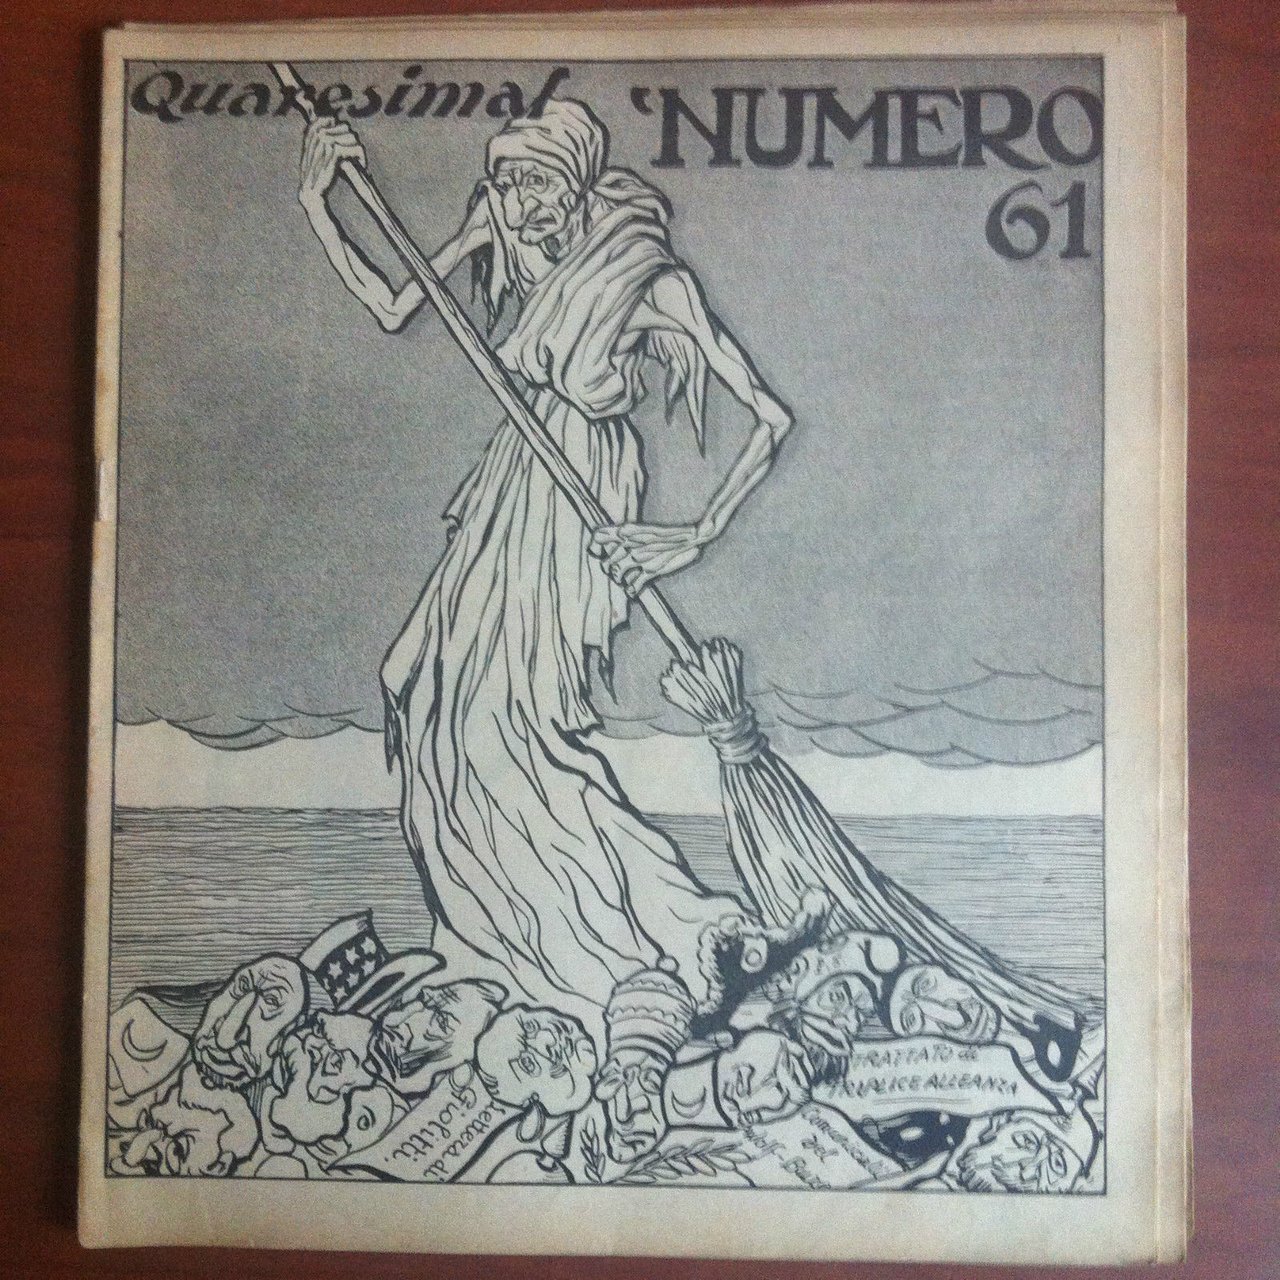 Quaresimal 'NUMERO
61
Lettera di
Giolitti.
TRATTATO di
TRIPLICE ALLEANZA